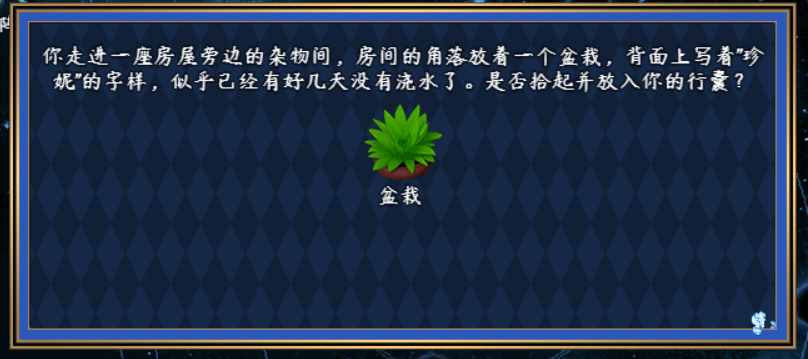 你走进一座房屋旁边的杂物间，房间的角落放着一个盆栽，背面上写着"珍
妮"的字样，似乎已经有好几天没有浇水了。是否拾起并放入你的行囊？
盆栽